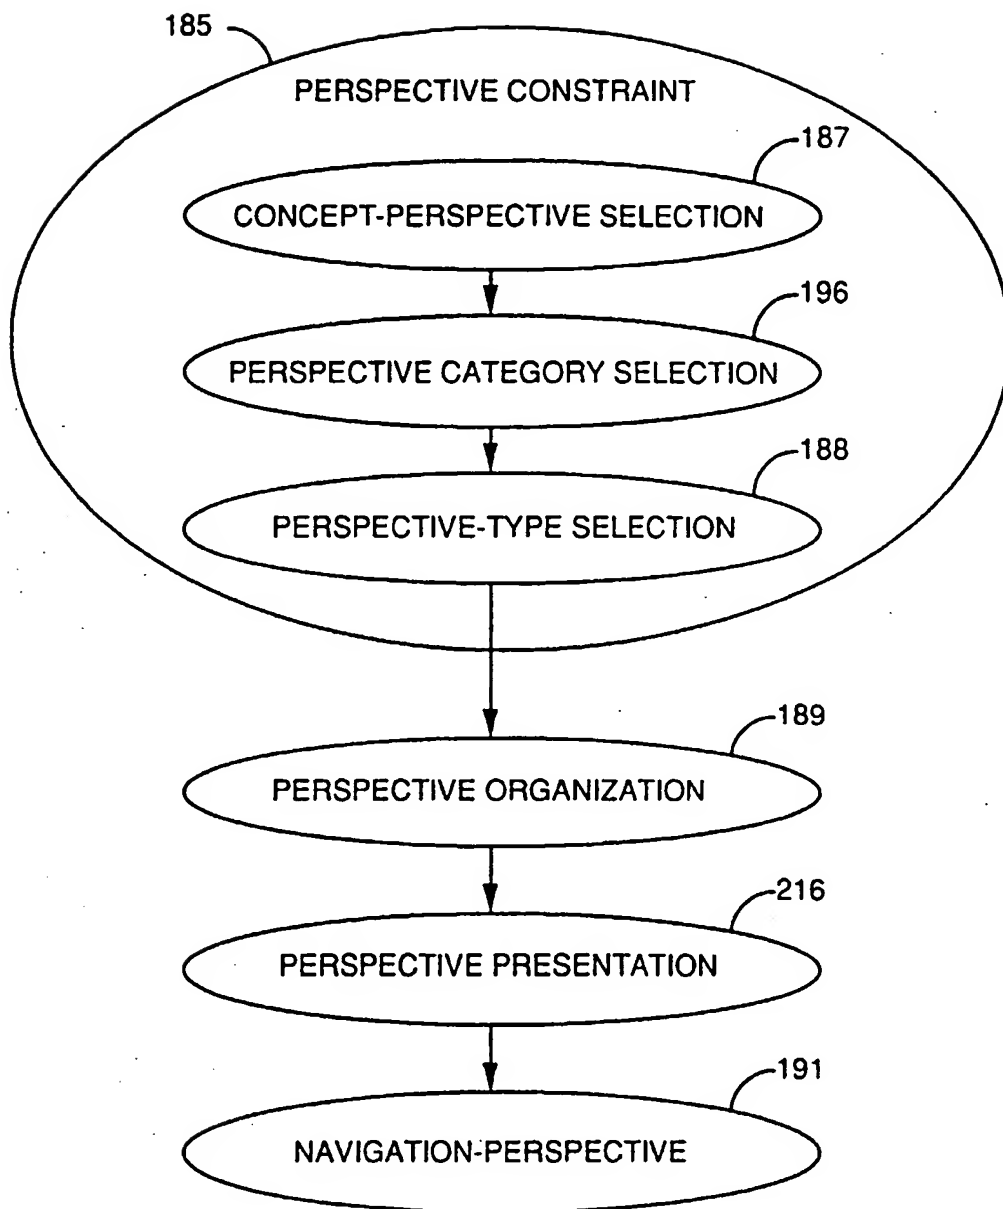 185
PERSPECTIVE CONSTRAINT
187
CONCEPT-PERSPECTIVE SELECTION
196
PERSPECTIVE CATEGORY SELECTION
188
PERSPECTIVE-TYPE SELECTION
189
PERSPECTIVE ORGANIZATION
216
PERSPECTIVE PRESENTATION
191
NAVIGATION-PERSPECTIVE